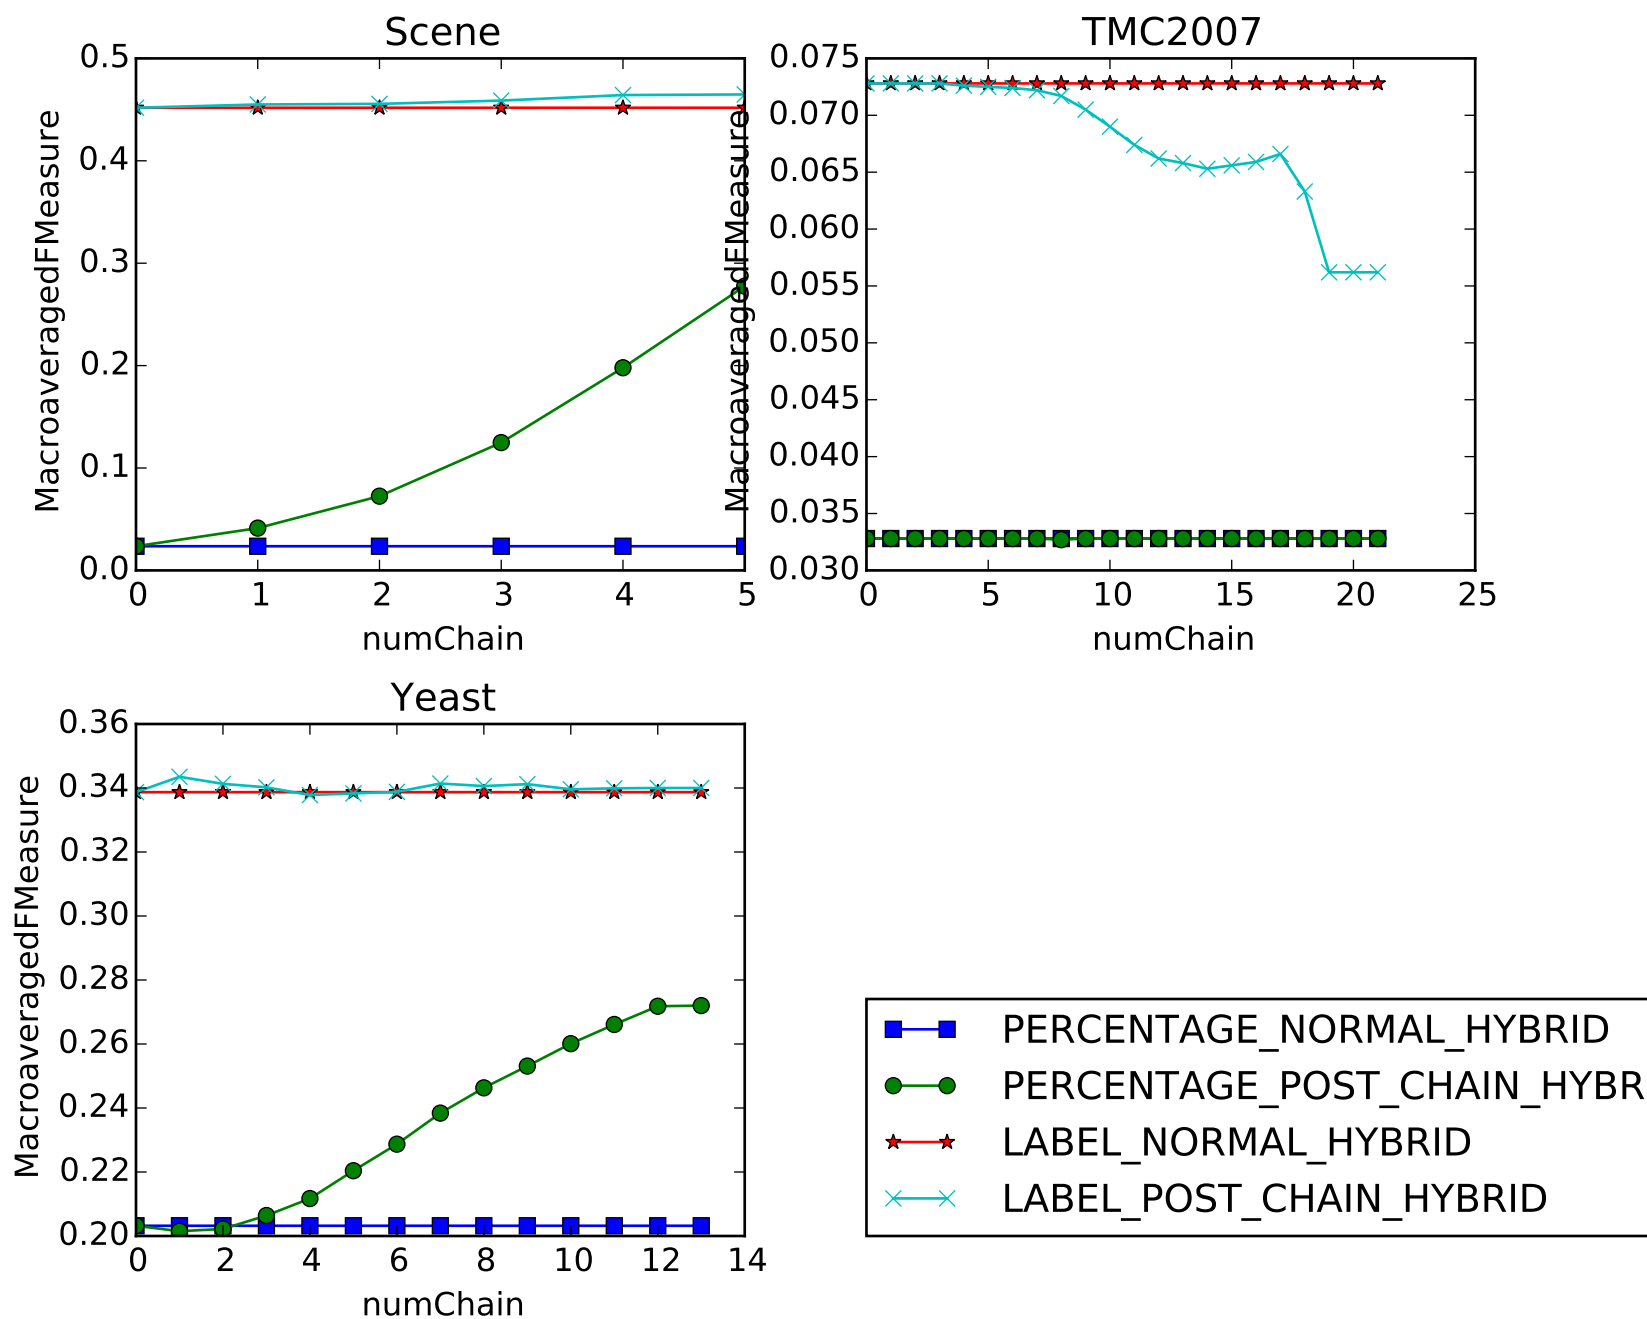 Scene
0.5
0.4
0.3
0.2
0.1
0.0
MacroaveragedFMeasure
0 1 2 3 4 5
numChain
TMC2007
0.075
0.070
0.065
0.060
0.055
0.050
0.045
0.040
0.035
0.030
MacroaveragedFMeasure
0 5 10 15 20 25
numChain
Yeast
0.36
0.34
0.32
0.30
0.28
0.26
0.24
0.22
0.20
MacroaveragedFMeasure
0 2 4 6 8 10 12 14
numChain
PERCENTAGE_NORMAL_HYBRID
PERCENTAGE_POST_CHAIN_HYBR
LABEL_NORMAL_HYBRID
LABEL_POST_CHAIN_HYBRID